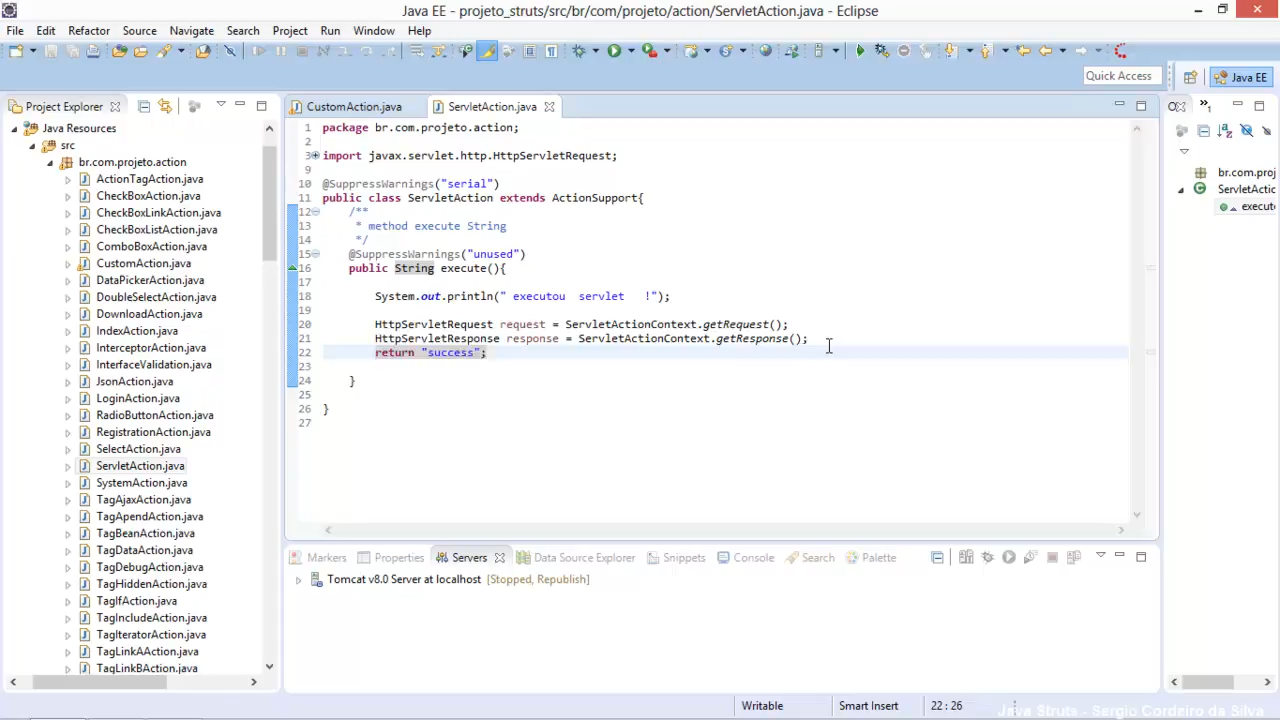 Java EE - projeto_struts/src/br/com/projeto/action/ServletAction.java - Eclipse
File Edit Refactor Source Navigate Search Project Run Window Help
Quick Access
Java EE
Project Explorer
Java Resources
src
br.com.projeto.action
ActionTagAction.java
CheckBoxAction.java
CheckBoxLinkAction.java
CheckBoxListAction.java
ComboBoxAction.java
CustomAction.java
DataPickerAction.java
DoubleSelectAction.java
DownloadAction.java
IndexAction.java
InterceptorAction.java
InterfaceValidation.java
JsonAction.java
LoginAction.java
RadioButtonAction.java
RegistrationAction.java
SelectAction.java
ServletAction.java
SystemAction.java
TagAjaxAction.java
TagApendAction.java
TagBeanAction.java
TagDataAction.java
TagDebugAction.java
TagHiddenAction.java
TagIfAction.java
TagIncludeAction.java
TagIteratorAction.java
TagLinkAAction.java
TagLinkBAction.java
CustomAction.java ServletAction.java
1 package br.com.projeto.action;
2
3 import javax.servlet.http.HttpServletRequest;
9
10 @SuppressWarnings("serial")
11 public class ServletAction extends ActionSupport{
12 /**
13 * method execute String
14 */
15 @SuppressWarnings("unused")
16 public String execute(){
17
18 System.out.println(" executou servlet !");
19
20 HttpServletRequest request = ServletActionContext.getRequest();
21 HttpServletResponse response = ServletActionContext.getResponse();
22 return "success";
23
24 }
25
26 }
27
br.com.proj
ServletActio
execute
Markers Properties Servers Data Source Explorer Snippets Console Search Palette
Tomcat v8.0 Server at localhost [Stopped, Republish]
Writable Smart Insert 22 : 26
Java Struts - Sergio Cordeiro da Silva